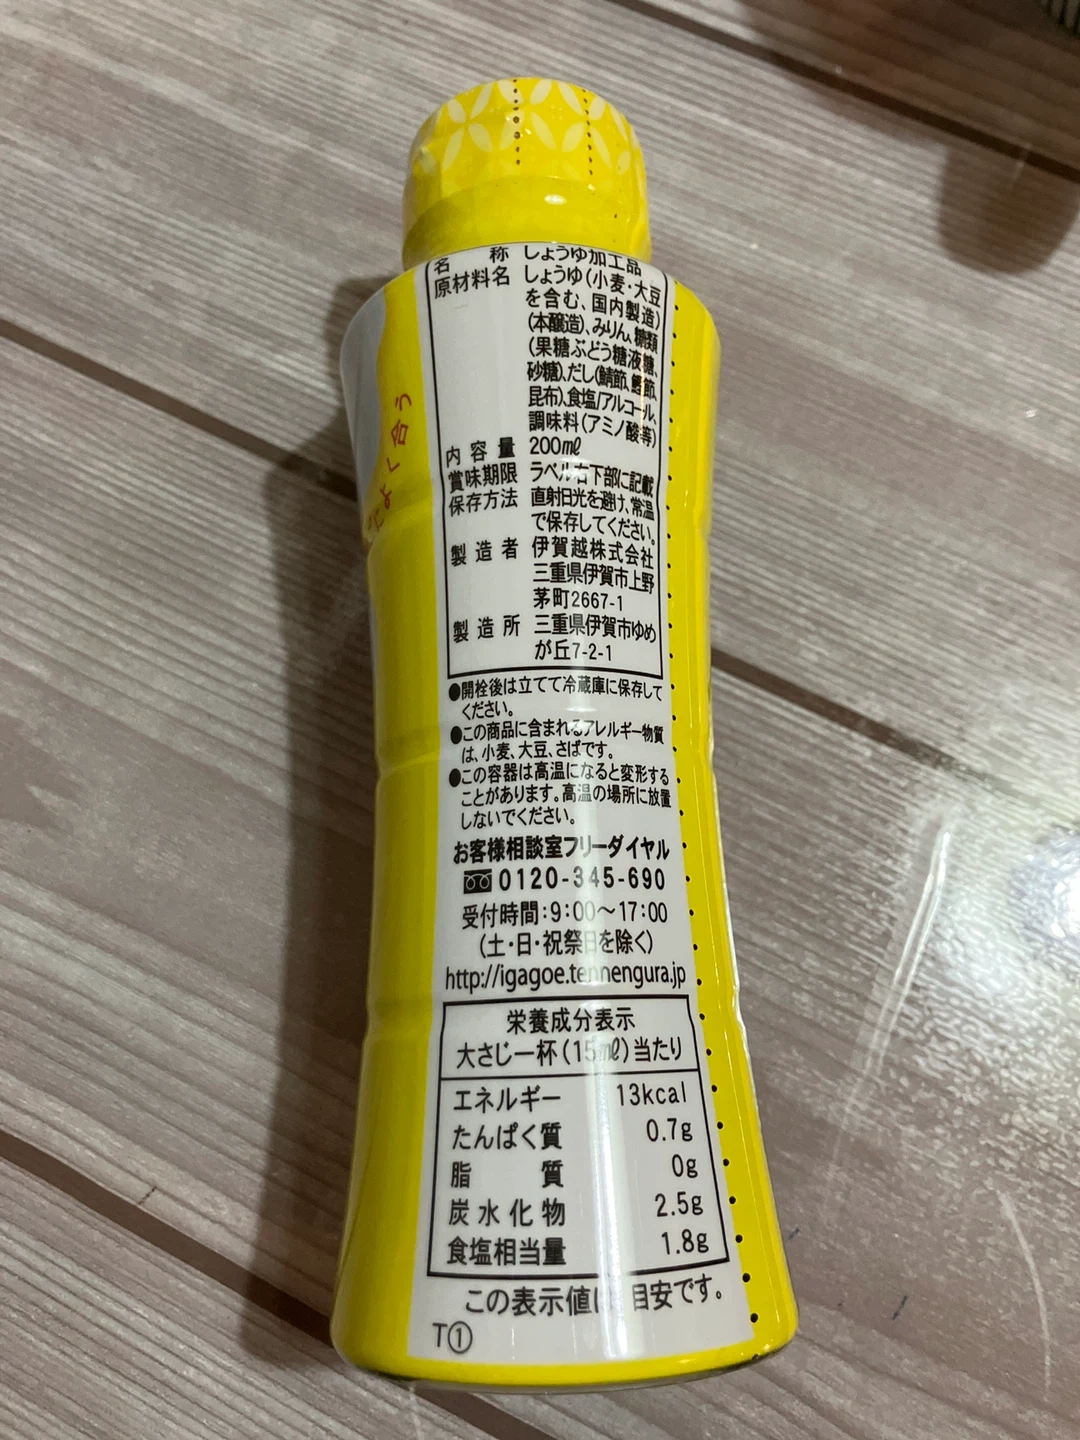 名称 しょうゆ加工品
原材料名 しょうゆ(小麦・大豆
を含む、国内製造)
(本醸造)、みりん、糖類
(果糖ぶどう糖液糖、
砂糖)、だし(鯖節、鰹節、
昆布)、食塩/アルコール、
調味料(アミノ酸等)
内容量 200ml
賞味期限 ラベル右下部に記載
保存方法 直射日光を避け、常温
で保存してください。
製造者 伊賀越株式会社
三重県伊賀市上野
茅町2667-1
製造所 三重県伊賀市ゆめ
が丘7-2-1
●開栓後は立てて冷蔵庫に保存して
ください。
●この商品に含まれるアレルギー物質
は、小麦、大豆、さばです。
●この容器は高温になると変形する
ことがあります。高温の場所に放置
しないでください。
お客様相談室フリーダイヤル
0120-345-690
受付時間:9:00〜17:00
(土・日・祝祭日を除く)
http://igagoe.tennengura.jp
栄養成分表示
大さじ一杯(15ml)当たり
エネルギー 13kcal
たんぱく質 0.7g
脂質 0g
炭水化物 2.5g
食塩相当量 1.8g
この表示値は、目安です。
T①
よく合う